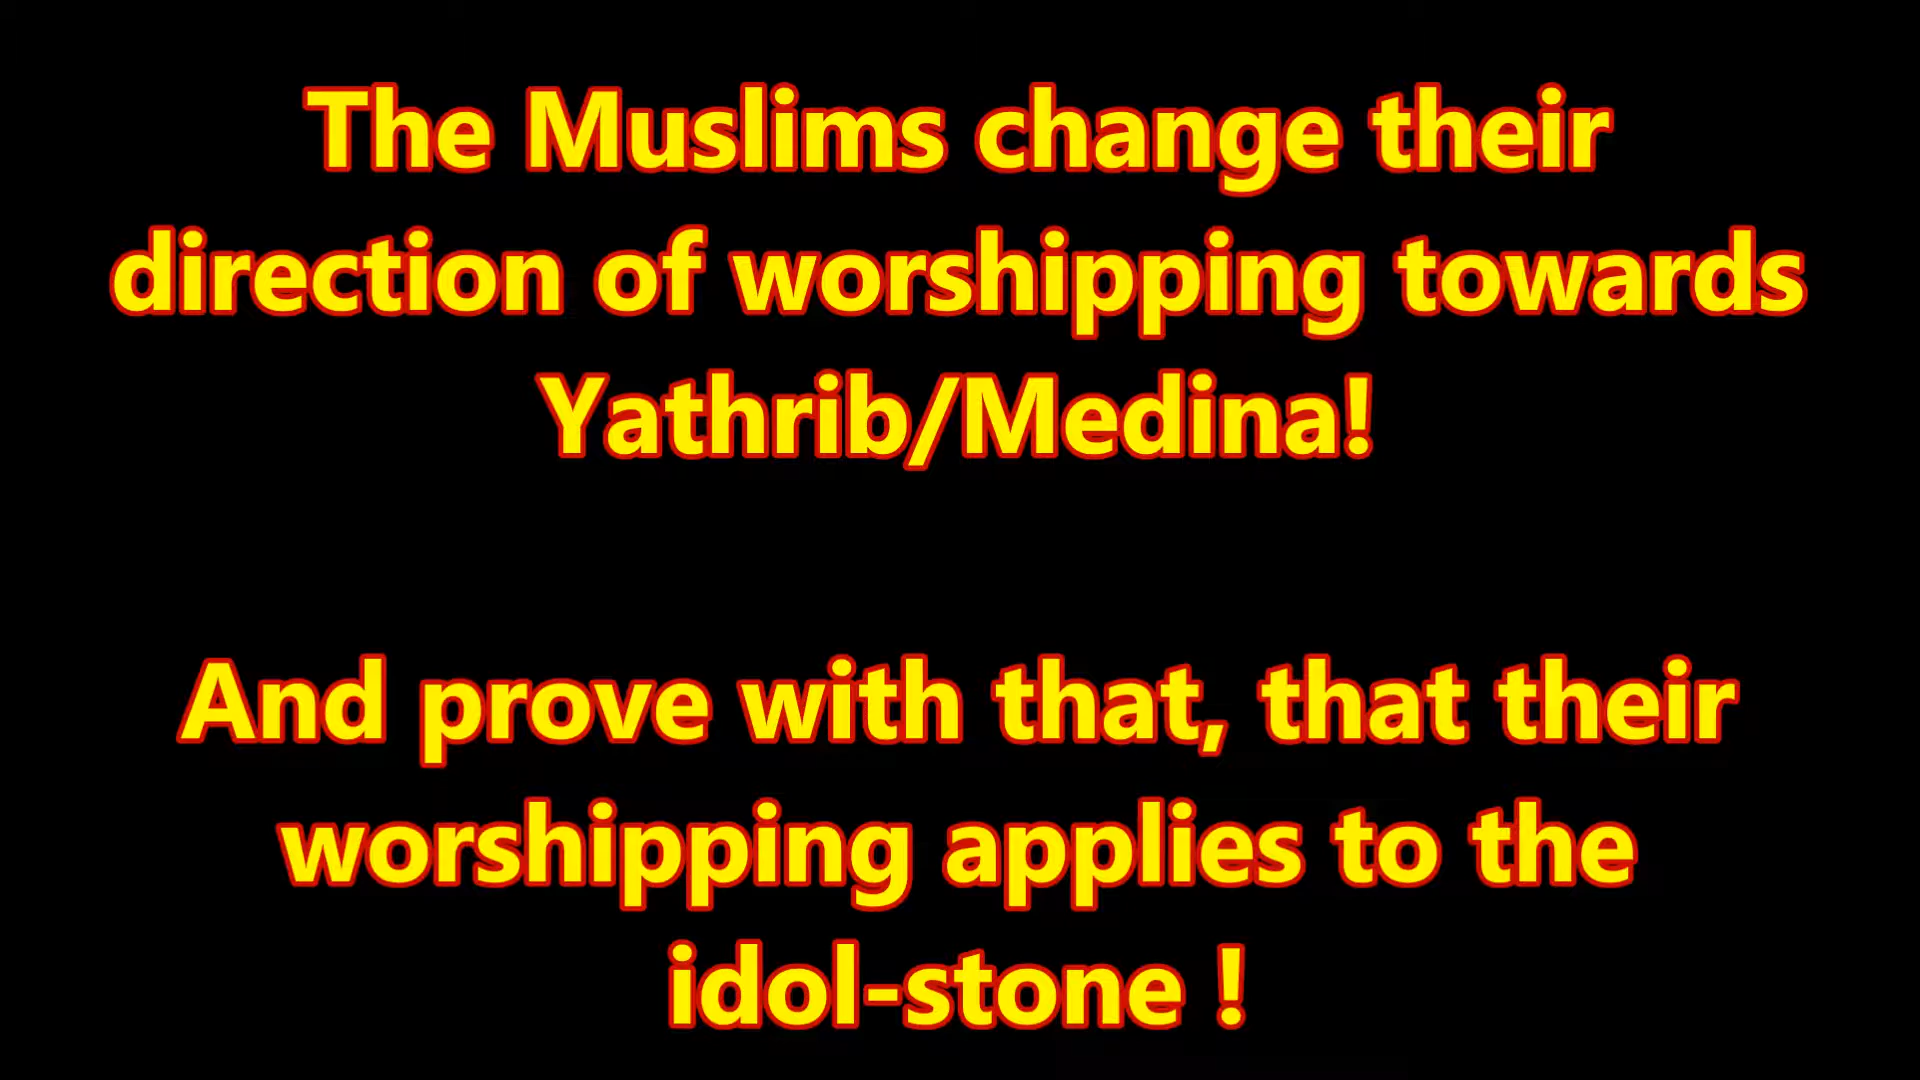 The Muslims change their
direction of worshipping towards
Yathrib/Medina!
And prove with that, that their
worshipping applies to the
idol-stone !